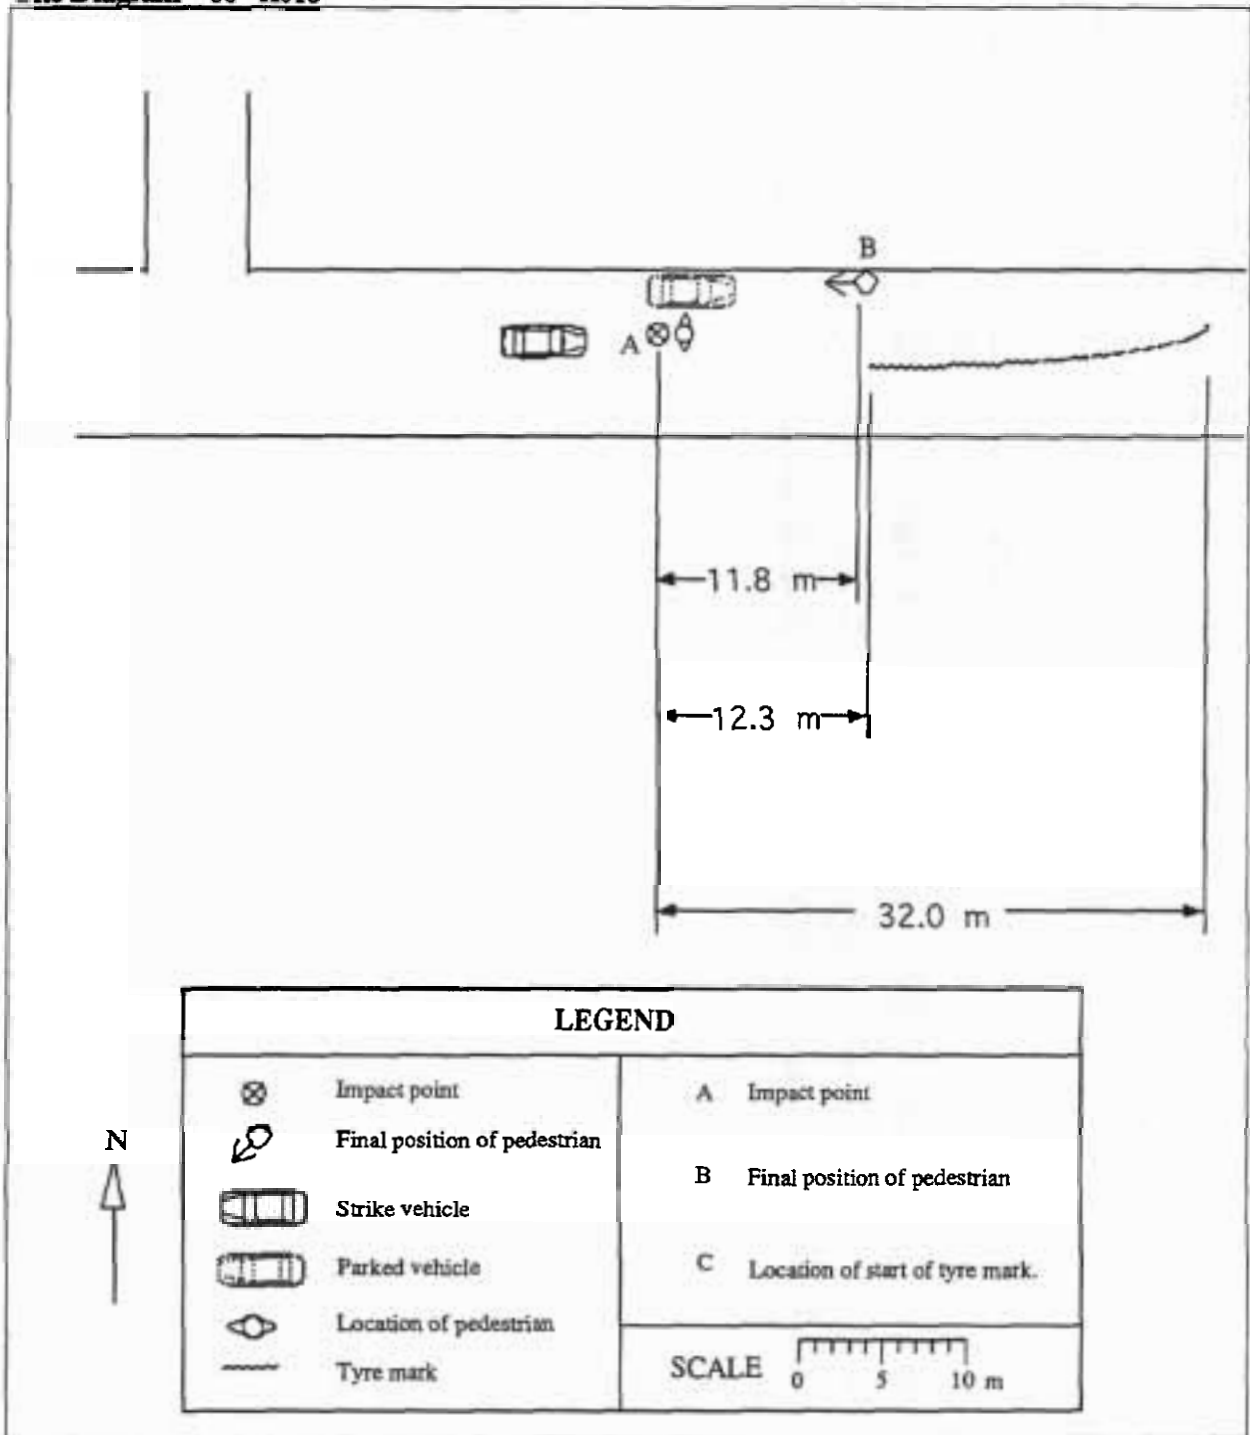 B
A
11.8 m
12.3 m
32.0 m
LEGEND
Impact point
A Impact point
N
Final position of pedestrian
B Final position of pedestrian
Strike vehicle
Parked vehicle
C Location of start of tyre mark.
Location of pedestrian
Tyre mark
SCALE
0 5 10 m